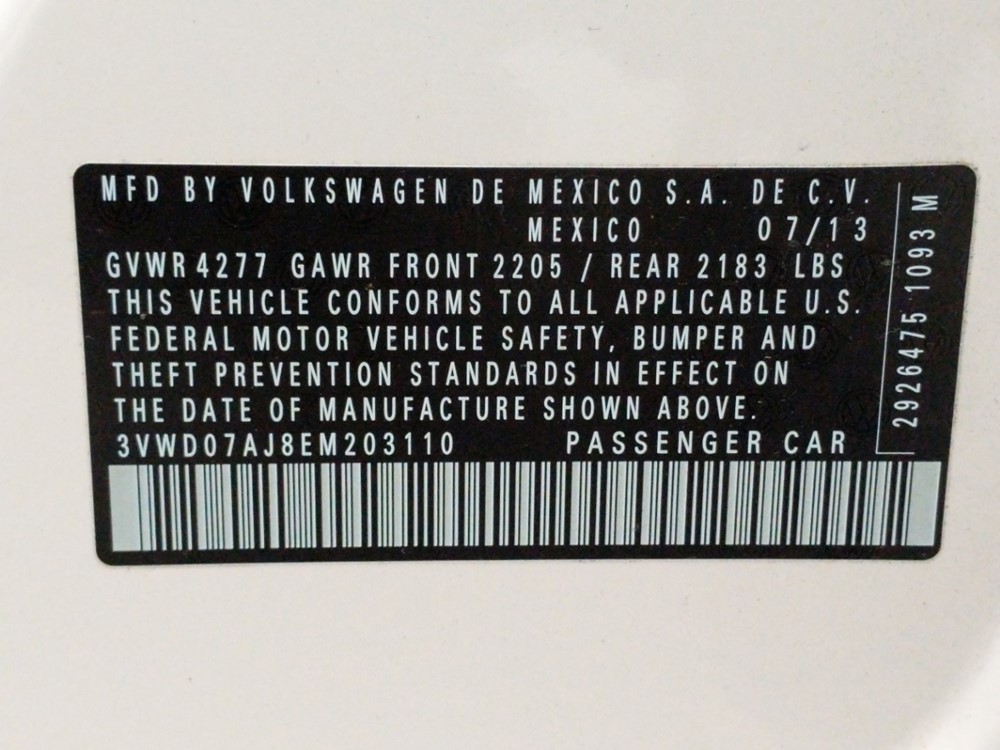 MFD BY VOLKSWAGEN DE MEXICO S.A. DE C.V.
MEXICO 07/13
GVWR 4277 GAWR FRONT 2205 / REAR 2183 LBS
THIS VEHICLE CONFORMS TO ALL APPLICABLE U.S.
FEDERAL MOTOR VEHICLE SAFETY, BUMPER AND
THEFT PREVENTION STANDARDS IN EFFECT ON
THE DATE OF MANUFACTURE SHOWN ABOVE.
3VWD07AJ8EM203110 PASSENGER CAR
2926475 1093 M